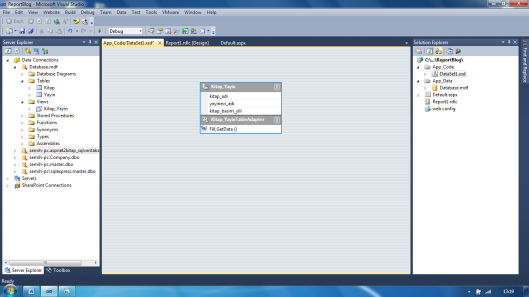 ReportBlog - Microsoft Visual Studio
File Edit View Website Build Debug Team Data Test Tools VMware Window Help
Debug
Server Explorer
Data Connections
Database.mdf
Database Diagrams
Tables
Kitap
Yayin
Views
Kitap_Yayin
Stored Procedures
Functions
Synonyms
Types
Assemblies
semih-pc.aspnet2kitap_sqlveritaba
semih-pc.Company.dbo
semih-pc.master.dbo
semih-pc\sqlexpress.master.dbo
Servers
SharePoint Connections
Server Explorer Toolbox
App_Code/DataSet1.xsd* Report1.rdlc [Design] Default.aspx
Kitap_Yayin
kitap_adi
yayinevi_adi
kitap_basim_yili
Kitap_YayinTableAdapter
Fill,GetData ()
Solution Explorer
C:\...\ReportBlog\
App_Code
DataSet1.xsd
App_Data
Database.mdf
Default.aspx
Report1.rdlc
web.config
Find and Replace
Ready
13:19